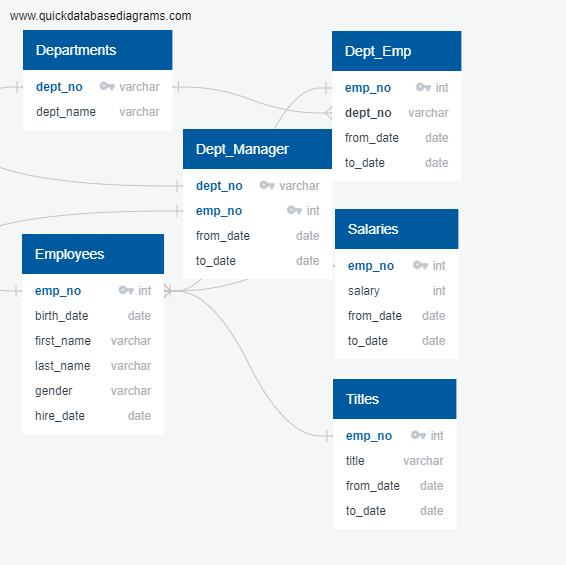 www.quickdatabasediagrams.com
Departments
dept_no varchar
dept_name varchar
Dept_Emp
emp_no int
dept_no varchar
from_date date
to_date date
Dept_Manager
dept_no varchar
emp_no int
from_date date
to_date date
Employees
emp_no int
birth_date date
first_name varchar
last_name varchar
gender varchar
hire_date date
Salaries
emp_no int
salary int
from_date date
to_date date
Titles
emp_no int
title varchar
from_date date
to_date date